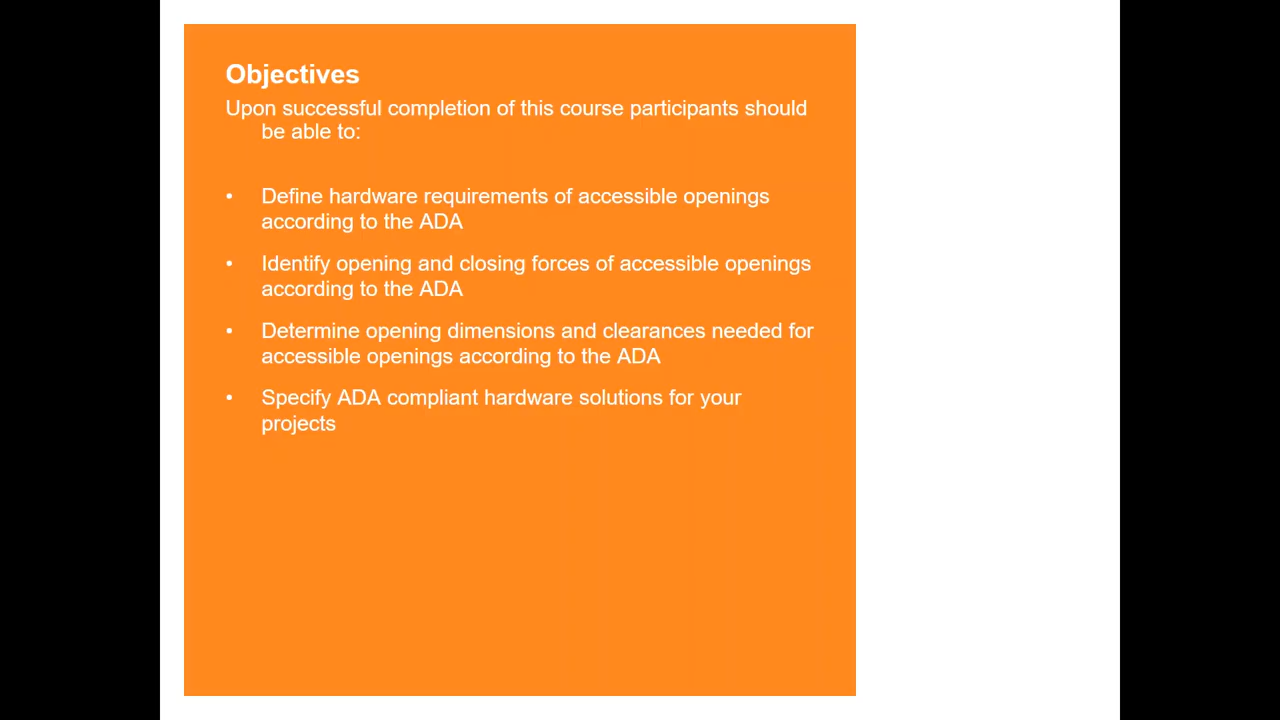 Objectives
Upon successful completion of this course participants should
be able to:
• Define hardware requirements of accessible openings
according to the ADA
• Identify opening and closing forces of accessible openings
according to the ADA
• Determine opening dimensions and clearances needed for
accessible openings according to the ADA
• Specify ADA compliant hardware solutions for your
projects